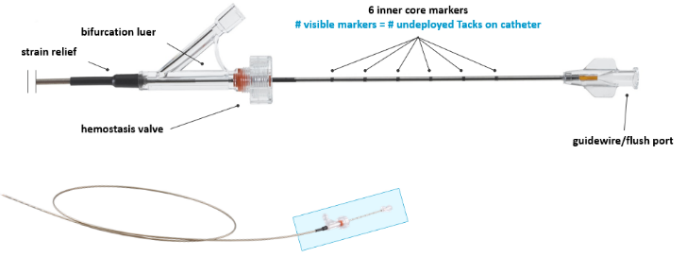 6 inner core markers
# visible markers = # undeployed Tacks on catheter
bifurcation luer
strain relief
hemostasis valve
guidewire/flush port